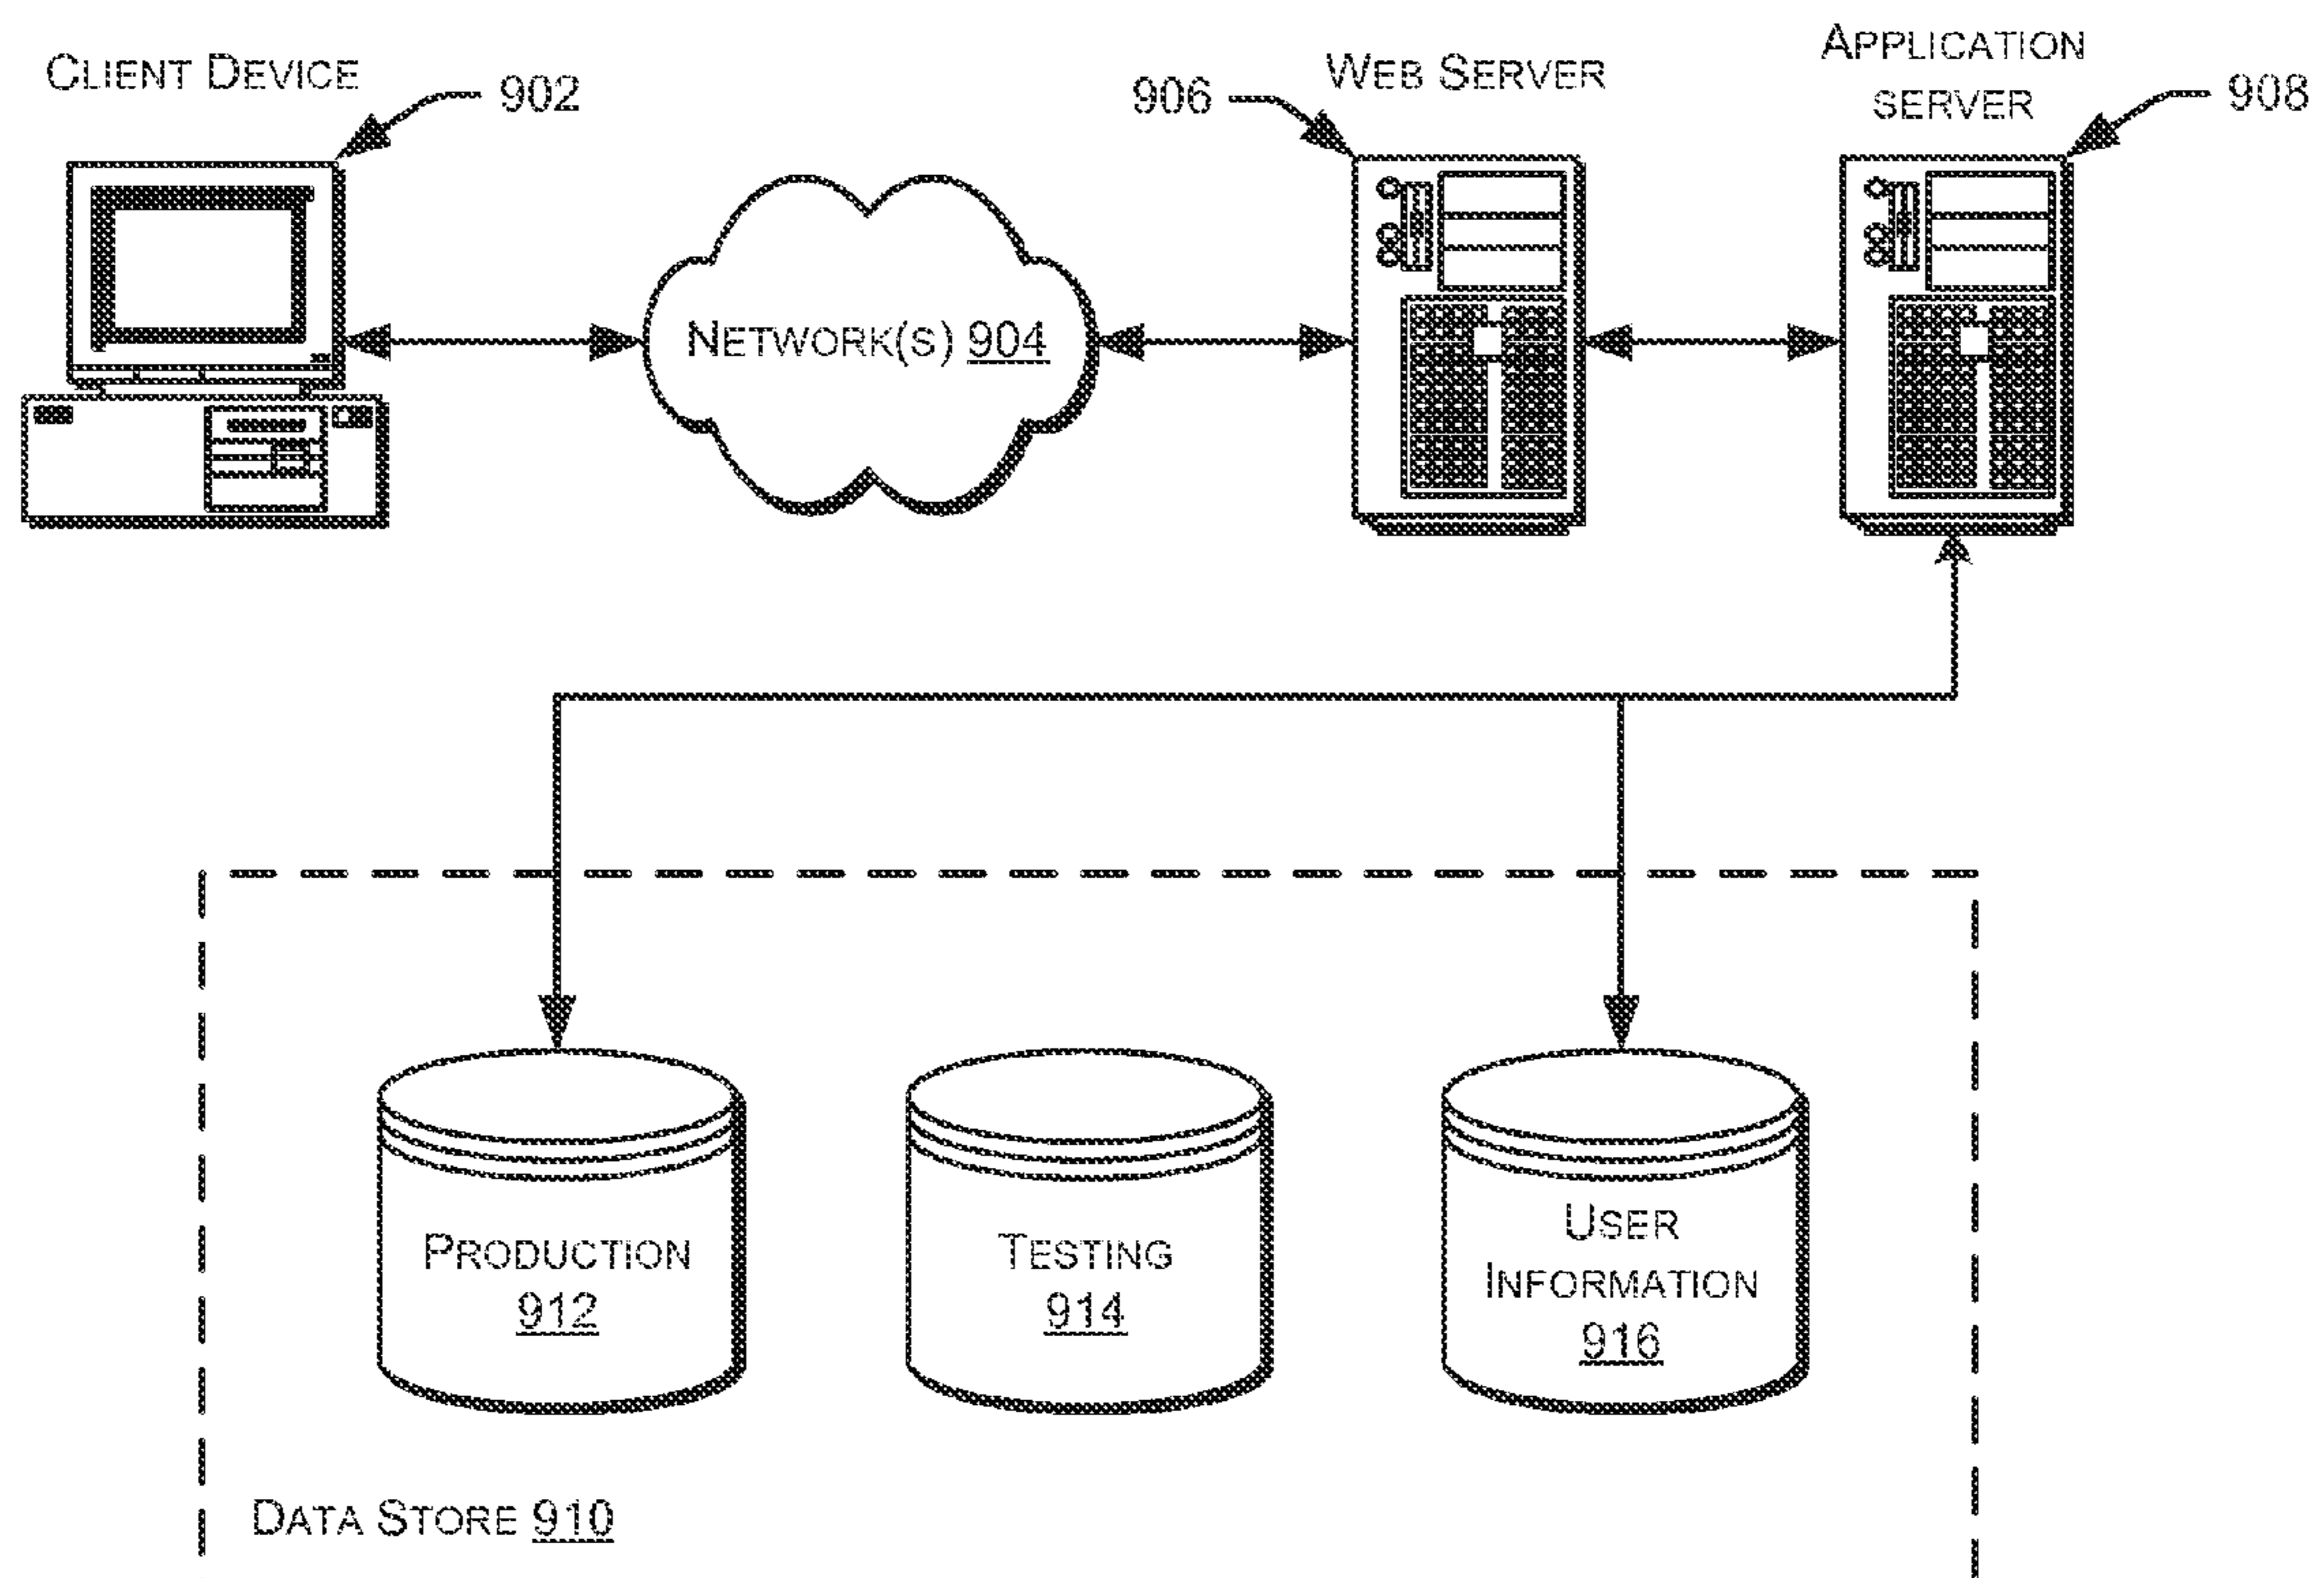 CLIENT DEVICE
902
906
WEB SERVER
APPLICATION
SERVER
908
NETWORK(S) 904
PRODUCTION
912
TESTING
914
USER
INFORMATION
916
DATA STORE 910